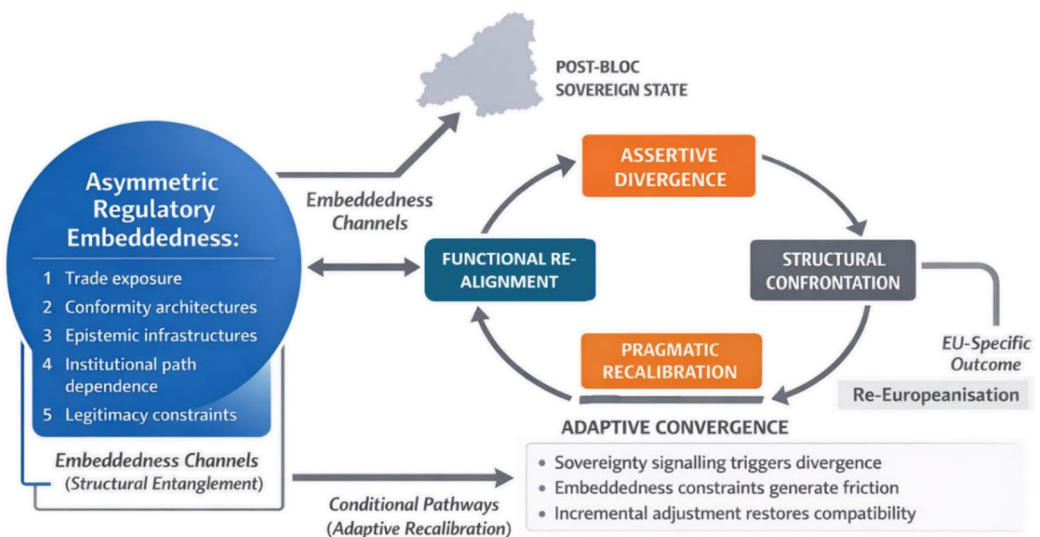 POST-BLOC
SOVEREIGN STATE
Asymmetric
Regulatory
Embeddedness:
1 Trade exposure
2 Conformity architectures
3 Epistemic infrastructures
4 Institutional path
dependence
5 Legitimacy constraints
Embeddedness Channels
(Structural Entanglement)
Embeddedness
Channels
ASSERTIVE
DIVERGENCE
FUNCTIONAL RE-
ALIGNMENT
STRUCTURAL
CONFRONTATION
PRAGMATIC
RECALIBRATION
EU-Specific
Outcome
Re-Europeanisation
ADAPTIVE CONVERGENCE
• Sovereignty signalling triggers divergence
• Embeddedness constraints generate friction
• Incremental adjustment restores compatibility
Conditional Pathways
(Adaptive Recalibration)